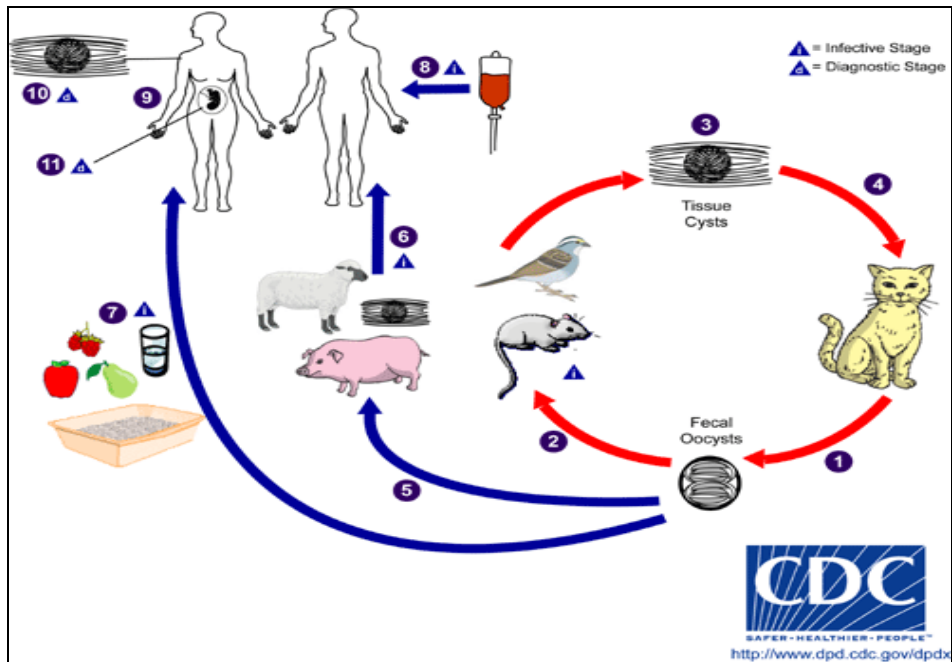 i = Infective Stage
d = Diagnostic Stage
8 i
10 d
9
3
11 d
Tissue
Cysts
4
6
i
7 i
i
Fecal
Oocysts
2
1
5
CDC
SAFER • HEALTHIER • PEOPLE™
http://www.dpd.cdc.gov/dpdx